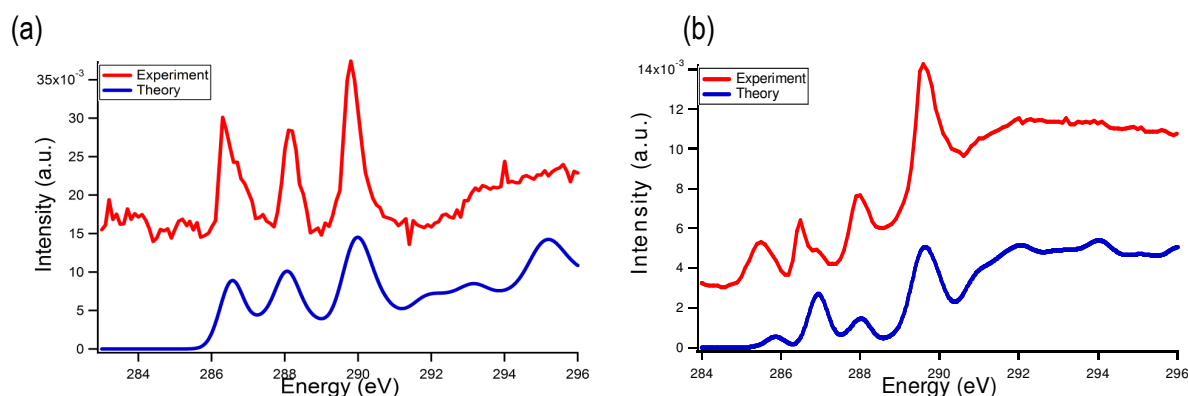 (a)
35x10⁻³
30
25
20
15
10
5
0
Intensity (a.u.)
Experiment
Theory
284 286 288 290 292 294 296
Energy (eV)
(b)
14x10⁻³
12
10
8
6
4
2
0
Intensity (a.u.)
Experiment
Theory
284 286 288 290 292 294 296
Energy (eV)